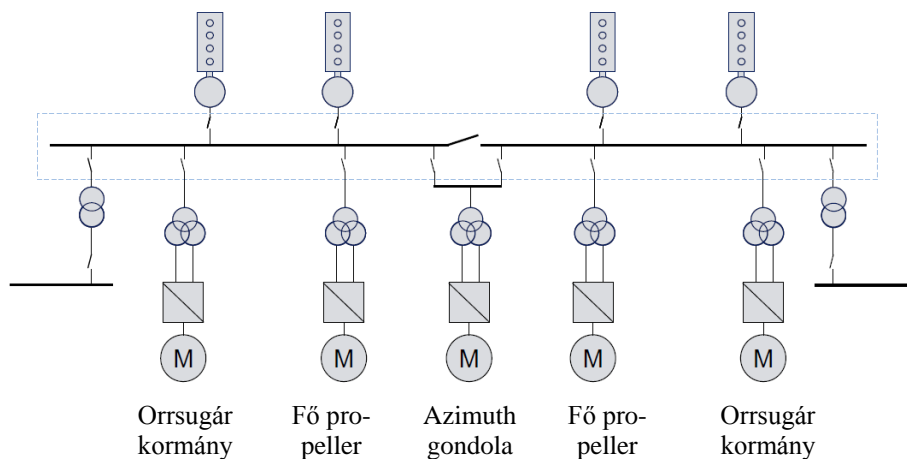 M M M M M
Orrsugár Fő pro- Azimuth Fő pro- Orrsugár
kormány peller gondola peller kormány